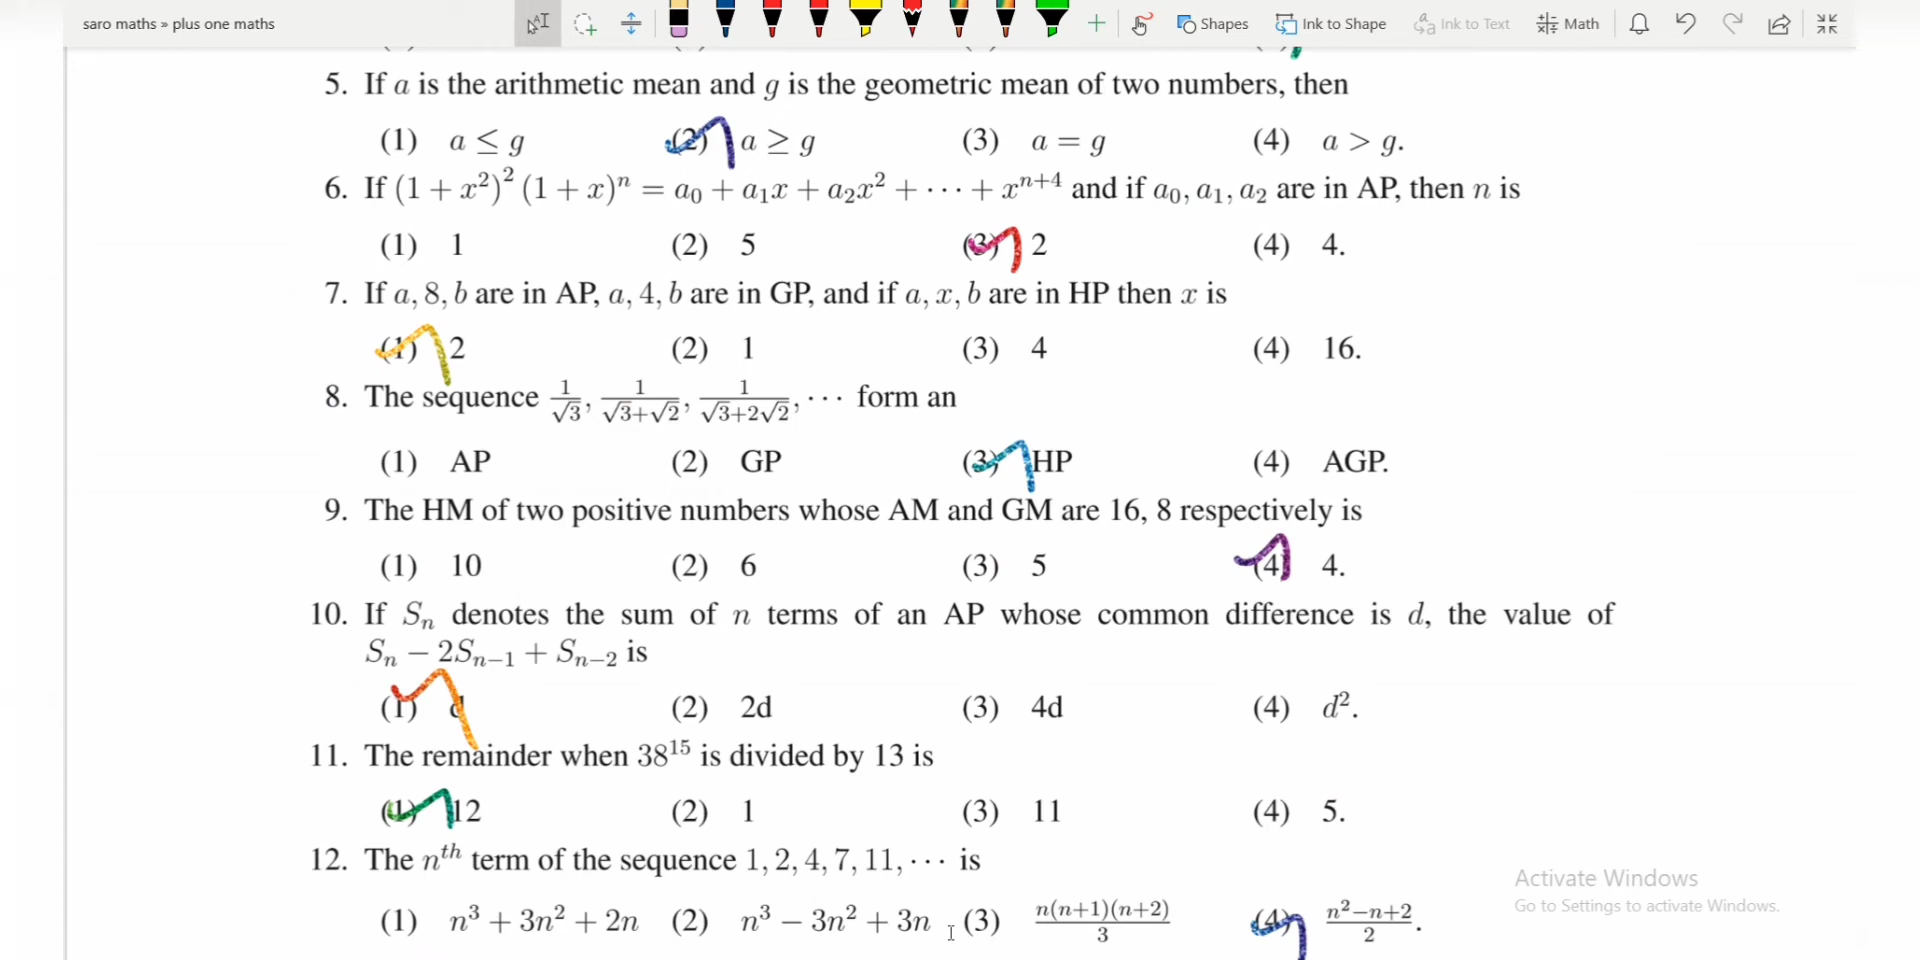 saro maths » plus one maths
Shapes Ink to Shape Ink to Text Math
5. If a is the arithmetic mean and g is the geometric mean of two numbers, then
(1) a ≤ g (2) a ≥ g (3) a = g (4) a > g.
6. If (1 + x²)² (1 + x)ⁿ = a₀ + a₁x + a₂x² + ⋯ + xⁿ⁺⁴ and if a₀, a₁, a₂ are in AP, then n is
(1) 1 (2) 5 (3) 2 (4) 4.
7. If a, 8, b are in AP, a, 4, b are in GP, and if a, x, b are in HP then x is
(1) 2 (2) 1 (3) 4 (4) 16.
8. The sequence 1/√3, 1/(√3+√2), 1/(√3+2√2), ⋯ form an
(1) AP (2) GP (3) HP (4) AGP.
9. The HM of two positive numbers whose AM and GM are 16, 8 respectively is
(1) 10 (2) 6 (3) 5 (4) 4.
10. If Sₙ denotes the sum of n terms of an AP whose common difference is d, the value of
Sₙ − 2Sₙ₋₁ + Sₙ₋₂ is
(1) d (2) 2d (3) 4d (4) d².
11. The remainder when 38¹⁵ is divided by 13 is
(1) 12 (2) 1 (3) 11 (4) 5.
12. The nᵗʰ term of the sequence 1, 2, 4, 7, 11, ⋯ is
(1) n³ + 3n² + 2n (2) n³ − 3n² + 3n (3) n(n+1)(n+2)/3 (4) (n²−n+2)/2.
Activate Windows
Go to Settings to activate Windows.